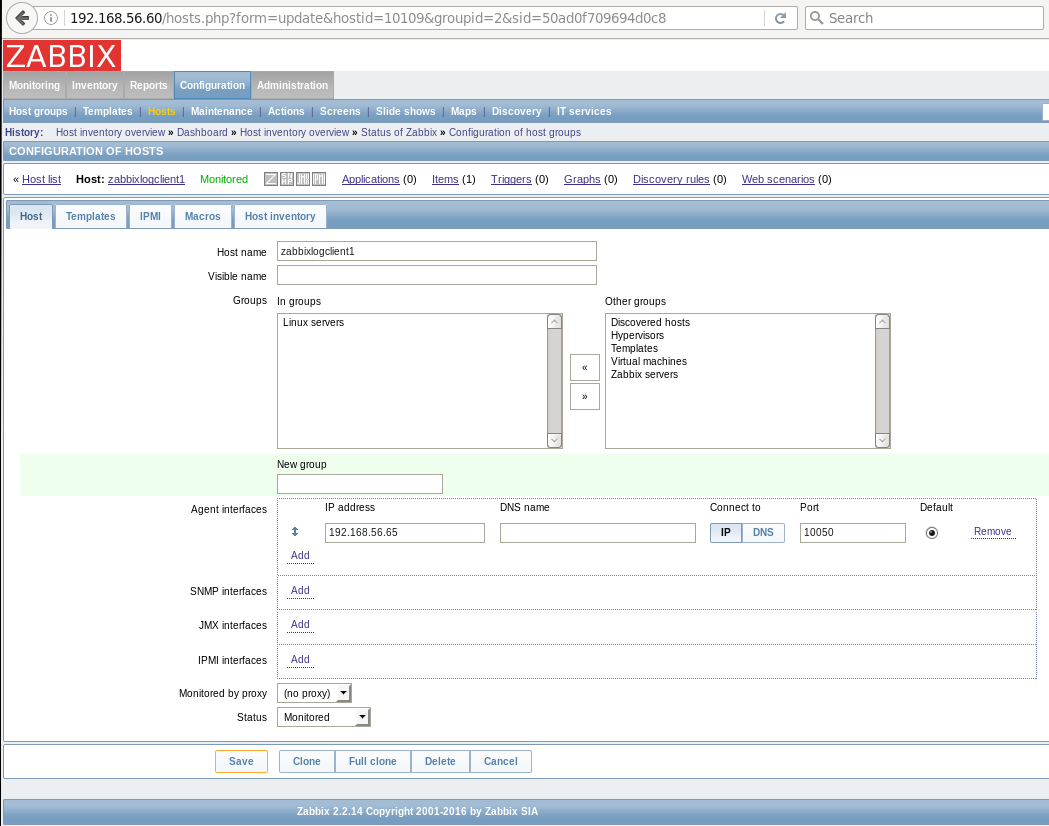 192.168.56.60/hosts.php?form=update&hostid=10109&groupid=2&sid=50ad0f709694d0c8 Search
ZABBIX
Monitoring Inventory Reports Configuration Administration
Host groups | Templates | Hosts | Maintenance | Actions | Screens | Slide shows | Maps | Discovery | IT services
History: Host inventory overview » Dashboard » Host inventory overview » Status of Zabbix » Configuration of host groups
CONFIGURATION OF HOSTS
« Host list Host: zabbixlogclient1 Monitored Applications (0) Items (1) Triggers (0) Graphs (0) Discovery rules (0) Web scenarios (0)
Host Templates IPMI Macros Host inventory
Host name zabbixlogclient1
Visible name
Groups In groups Other groups
Linux servers Discovered hosts
Hypervisors
Templates
Virtual machines
«
Zabbix servers
»
New group
Agent interfaces IP address DNS name Connect to Port Default
192.168.56.65 IP DNS 10050 Remove
Add
SNMP interfaces Add
JMX interfaces Add
IPMI interfaces Add
Monitored by proxy (no proxy)
Status Monitored
Save Clone Full clone Delete Cancel
Zabbix 2.2.14 Copyright 2001-2016 by Zabbix SIA